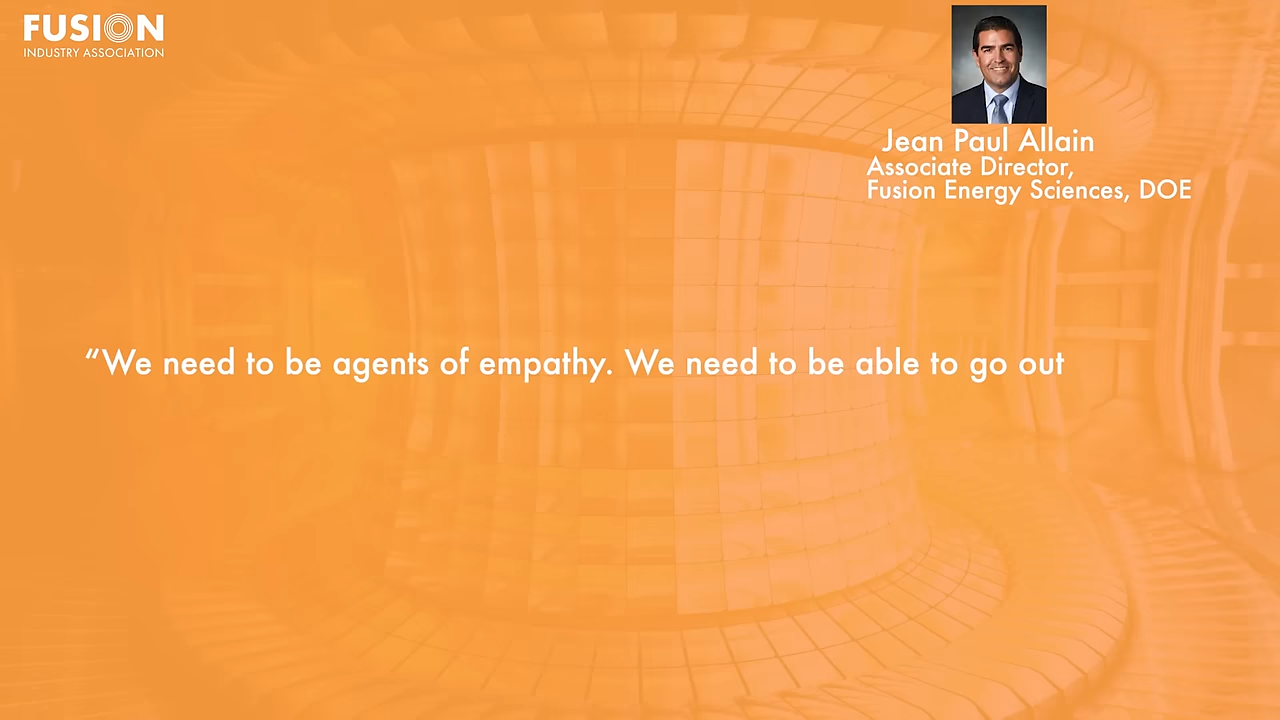 FUSION
INDUSTRY ASSOCIATION
Jean Paul Allain
Associate Director,
Fusion Energy Sciences, DOE
“We need to be agents of empathy. We need to be able to go out